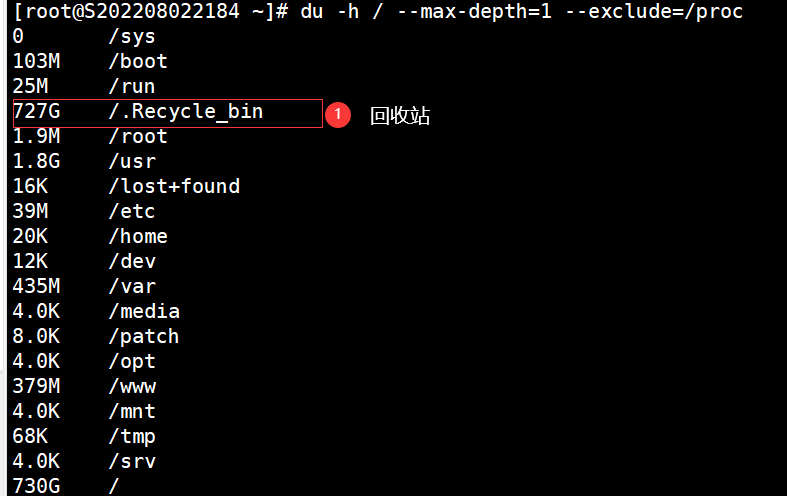 [root@S202208022184 ~]# du -h / --max-depth=1 --exclude=/proc
0 /sys
103M /boot
25M /run
727G /.Recycle_bin 1 回收站
1.9M /root
1.8G /usr
16K /lost+found
39M /etc
20K /home
12K /dev
435M /var
4.0K /media
8.0K /patch
4.0K /opt
379M /www
4.0K /mnt
68K /tmp
4.0K /srv
730G /